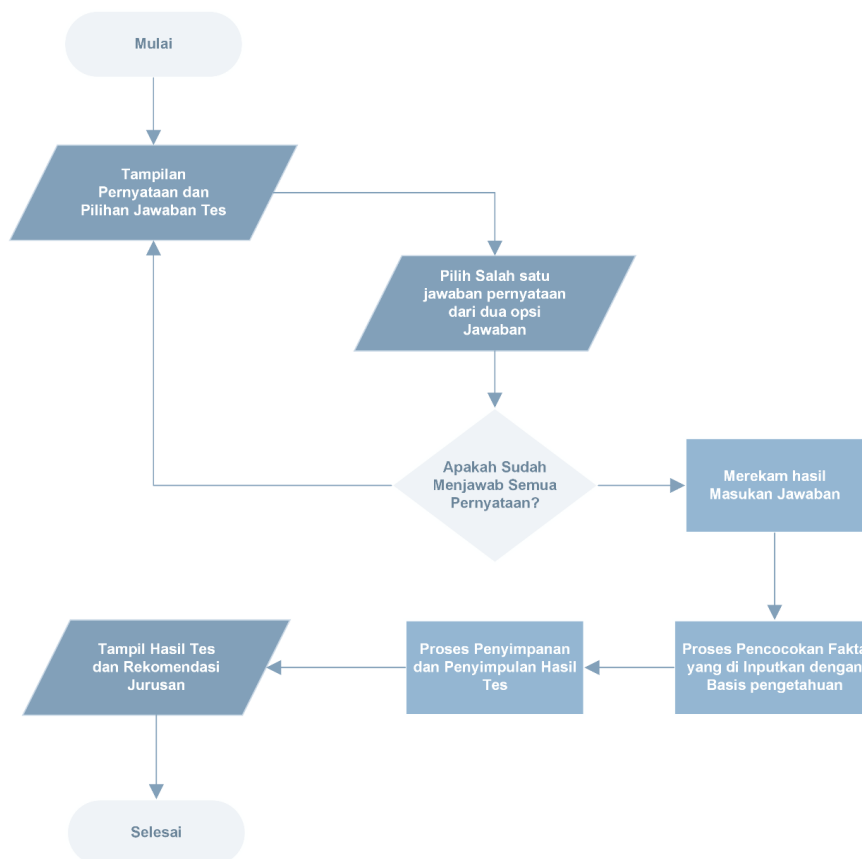 Mulai
Tampilan
Pernyataan dan
Pilihan Jawaban Tes
Pilih Salah satu
jawaban pernyataan
dari dua opsi
Jawaban
Apakah Sudah
Menjawab Semua
Pernyataan?
Merekam hasil
Masukan Jawaban
Proses Pencocokan Fakta
yang di Inputkan dengan
Basis pengetahuan
Proses Penyimpanan
dan Penyimpulan Hasil
Tes
Tampil Hasil Tes
dan Rekomendasi
Jurusan
Selesai